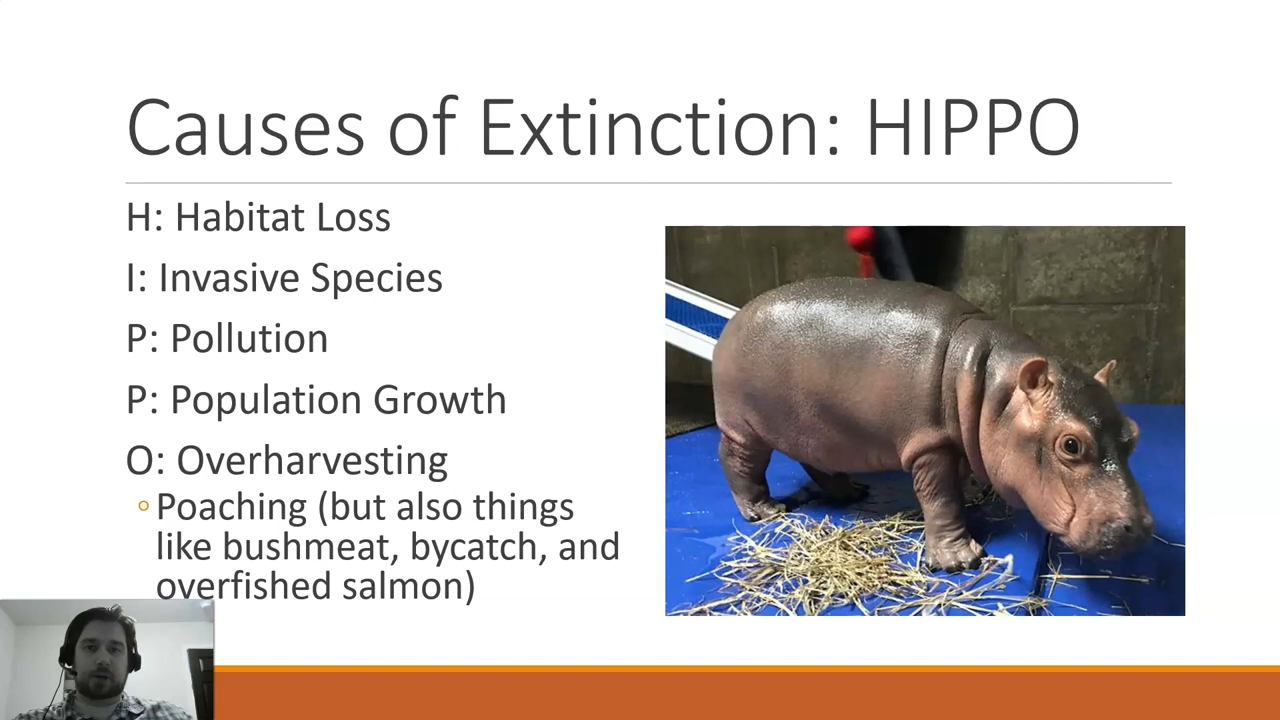 Causes of Extinction: HIPPO
H: Habitat Loss
I: Invasive Species
P: Pollution
P: Population Growth
O: Overharvesting
◦Poaching (but also things
like bushmeat, bycatch, and
overfished salmon)